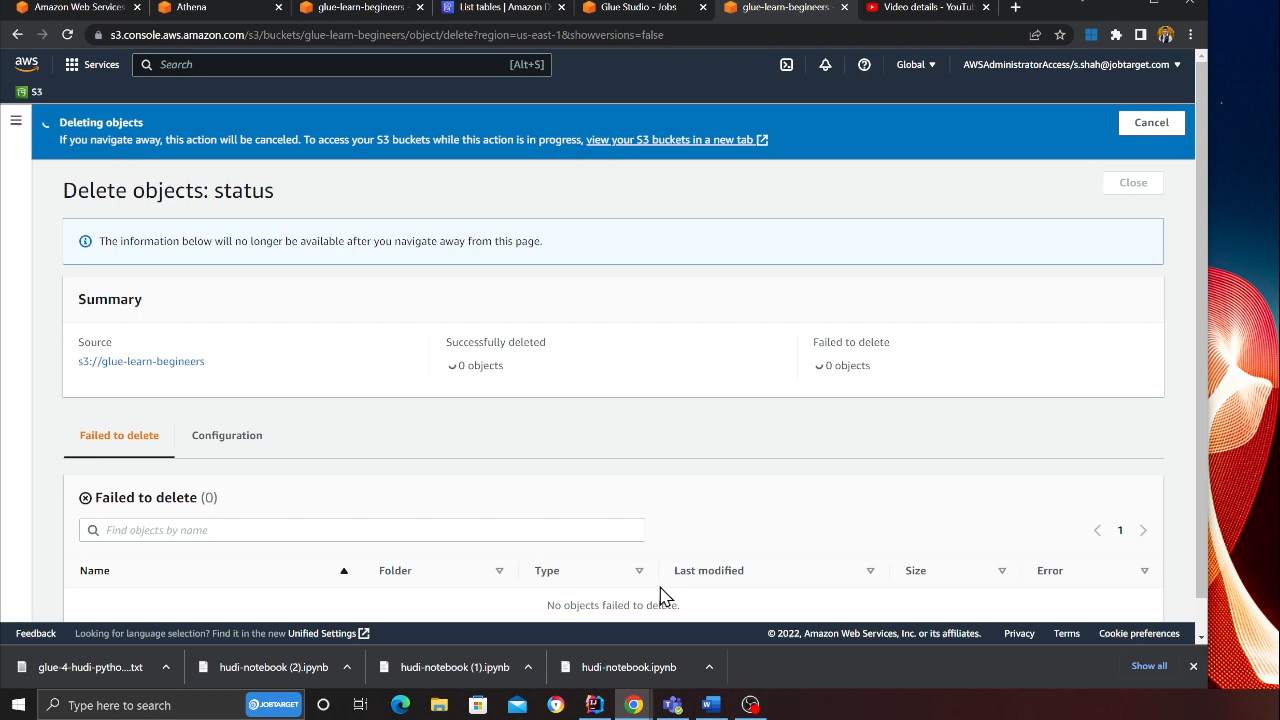 Amazon Web Services
Athena
glue-learn-begineers -
List tables | Amazon D
Glue Studio - Jobs
glue-learn-begineers -
Video details - YouTub
s3.console.aws.amazon.com/s3/buckets/glue-learn-begineers/object/delete?region=us-east-1&showversions=false
aws
Services
Search
[Alt+S]
Global
AWSAdministratorAccess/s.shah@jobtarget.com
S3
Deleting objects
If you navigate away, this action will be canceled. To access your S3 buckets while this action is in progress, view your S3 buckets in a new tab
Cancel
Delete objects: status
Close
The information below will no longer be available after you navigate away from this page.
Summary
Source
s3://glue-learn-begineers
Successfully deleted
0 objects
Failed to delete
0 objects
Failed to delete
Configuration
Failed to delete (0)
Find objects by name
1
Name
Folder
Type
Last modified
Size
Error
No objects failed to delete.
Feedback
Looking for language selection? Find it in the new Unified Settings
© 2022, Amazon Web Services, Inc. or its affiliates.
Privacy
Terms
Cookie preferences
glue-4-hudi-pytho....txt
hudi-notebook (2).ipynb
hudi-notebook (1).ipynb
hudi-notebook.ipynb
Show all
Type here to search
JOBTARGET